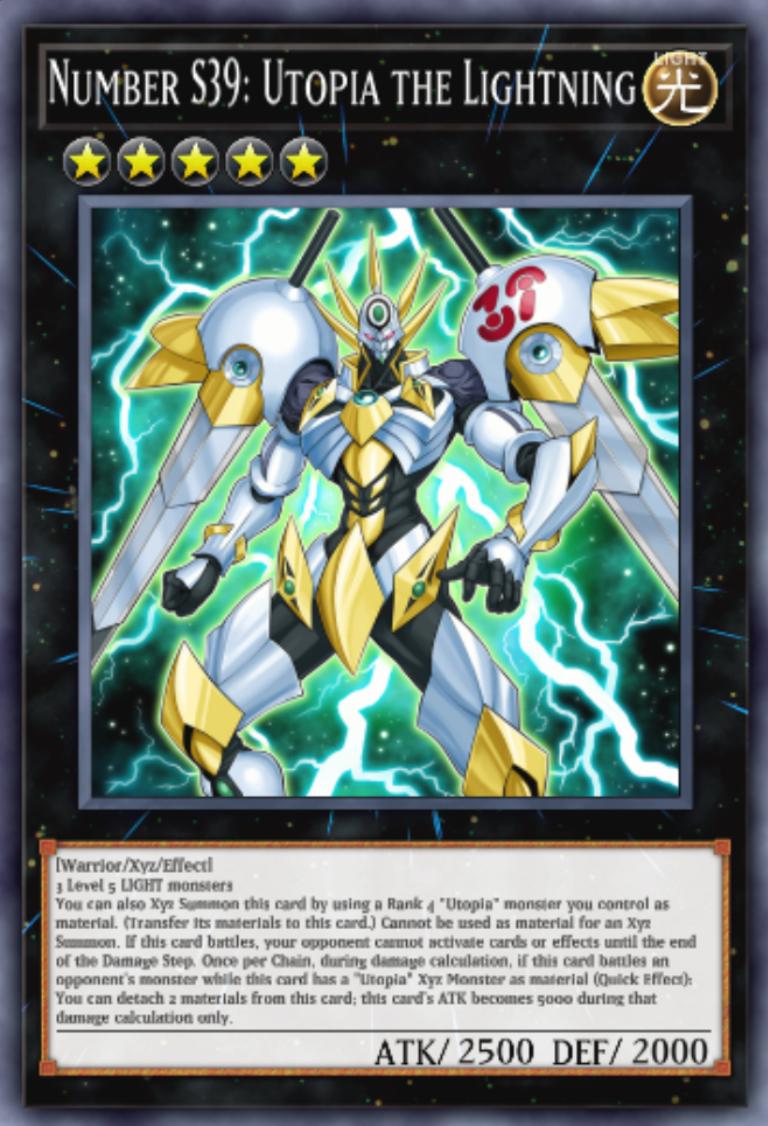 Number S39: Utopia the Lightning
LIGHT
光
39
[Warrior/Xyz/Effect]
3 Level 5 LIGHT monsters
You can also Xyz Summon this card by using a Rank 4 "Utopia" monster you control as
material. (Transfer its materials to this card.) Cannot be used as material for an Xyz
Summon. If this card battles, your opponent cannot activate cards or effects until the end
of the Damage Step. Once per Chain, during damage calculation, if this card battles an
opponent's monster while this card has a "Utopia" Xyz Monster as material (Quick Effect):
You can detach 2 materials from this card; this card's ATK becomes 5000 during that
damage calculation only.
ATK/ 2500 DEF/ 2000